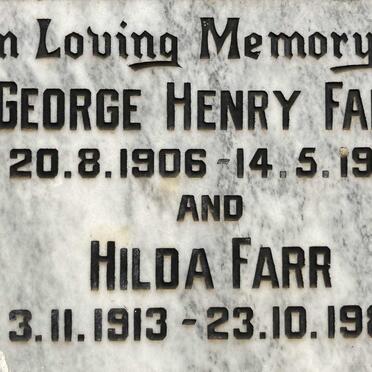 n Loving Memory
GEORGE HENRY FA
20.8.1906 - 14.5.19
AND
HILDA FARR
3.11.1913 - 23.10.198